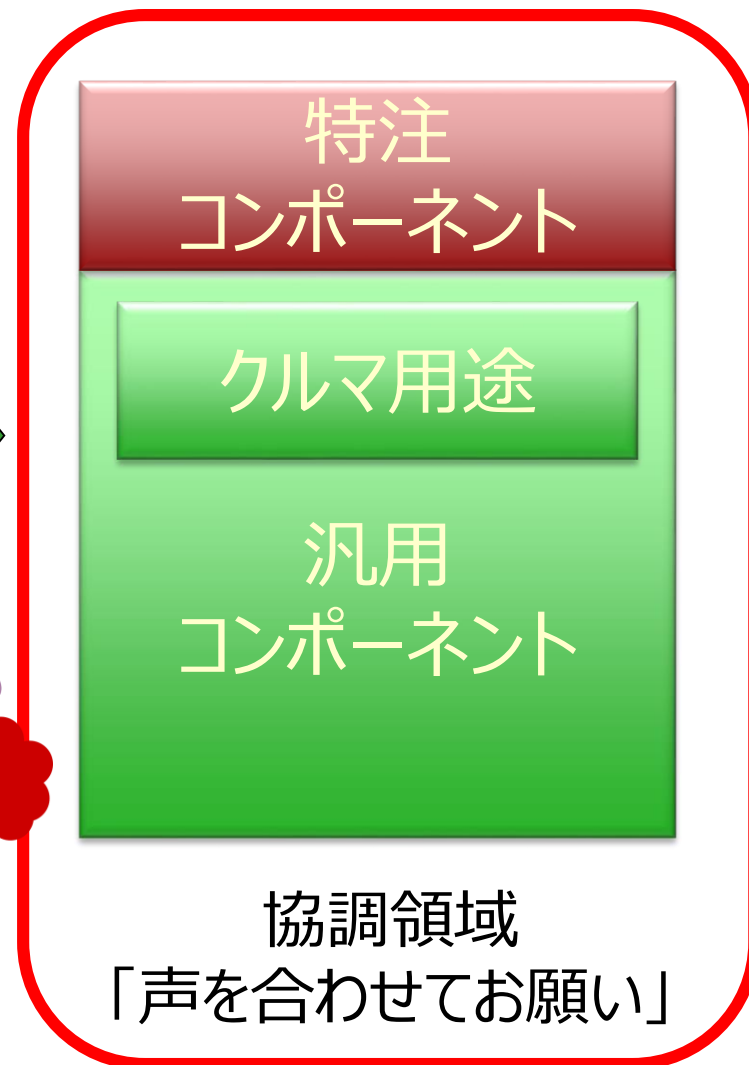 特注
コンポーネント
クルマ用途
汎用
コンポーネント
協調領域
「声を合わせてお願い」